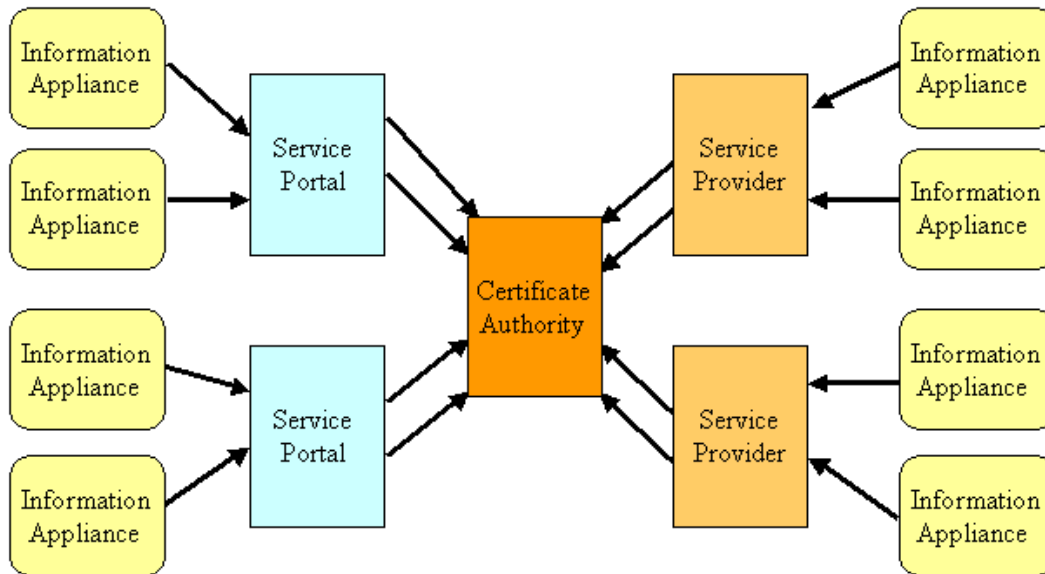 Information
Appliance
Information
Appliance
Service
Portal
Service
Provider
Information
Appliance
Information
Appliance
Certificate
Authority
Information
Appliance
Information
Appliance
Service
Portal
Service
Provider
Information
Appliance
Information
Appliance